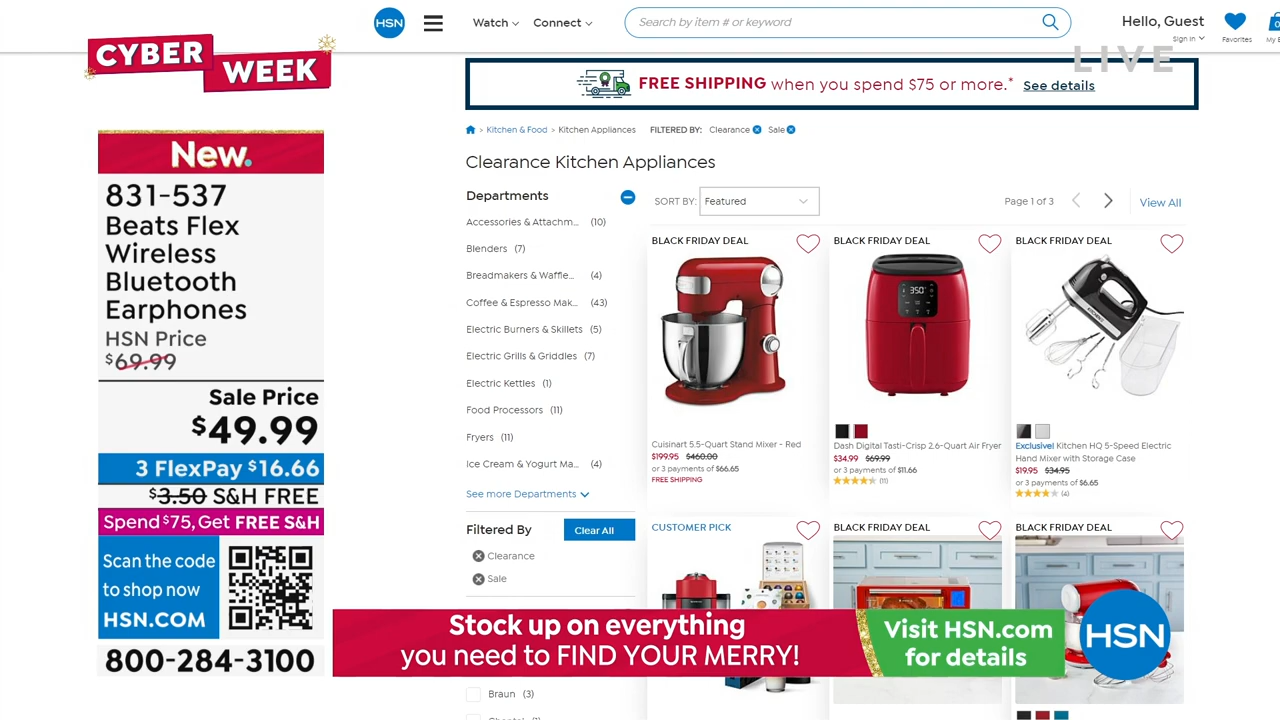 HSN
Watch
Connect
Search by item # or keyword
Hello, Guest
Sign In
Favorites
LIVE
CYBER
WEEK
FREE SHIPPING when you spend $75 or more.* See details
> Kitchen & Food > Kitchen Appliances FILTERED BY: Clearance Sale
Clearance Kitchen Appliances
New.
831-537
Beats Flex
Wireless
Bluetooth
Earphones
HSN Price
$69.99
Sale Price
$49.99
3 FlexPay $16.66
$3.50 S&H FREE
Spend $75, Get FREE S&H
Scan the code
to shop now
HSN.COM
800-284-3100
Departments
Accessories & Attachm... (10)
Blenders (7)
Breadmakers & Waffle... (4)
Coffee & Espresso Mak... (43)
Electric Burners & Skillets (5)
Electric Grills & Griddles (7)
Electric Kettles (1)
Food Processors (11)
Fryers (11)
Ice Cream & Yogurt Ma... (4)
See more Departments
Filtered By
Clear All
Clearance
Sale
Braun (3)
SORT BY: Featured
Page 1 of 3
View All
BLACK FRIDAY DEAL
Cuisinart 5.5-Quart Stand Mixer - Red
$199.95 $460.00
or 3 payments of $66.65
FREE SHIPPING
BLACK FRIDAY DEAL
350°
Dash Digital Tasti-Crisp 2.6-Quart Air Fryer
$34.99 $69.99
or 3 payments of $11.66
(11)
BLACK FRIDAY DEAL
Exclusive! Kitchen HQ 5-Speed Electric
Hand Mixer with Storage Case
$19.95 $34.95
or 3 payments of $6.65
(4)
CUSTOMER PICK
BLACK FRIDAY DEAL
BLACK FRIDAY DEAL
Stock up on everything
you need to FIND YOUR MERRY!
Visit HSN.com
for details
HSN